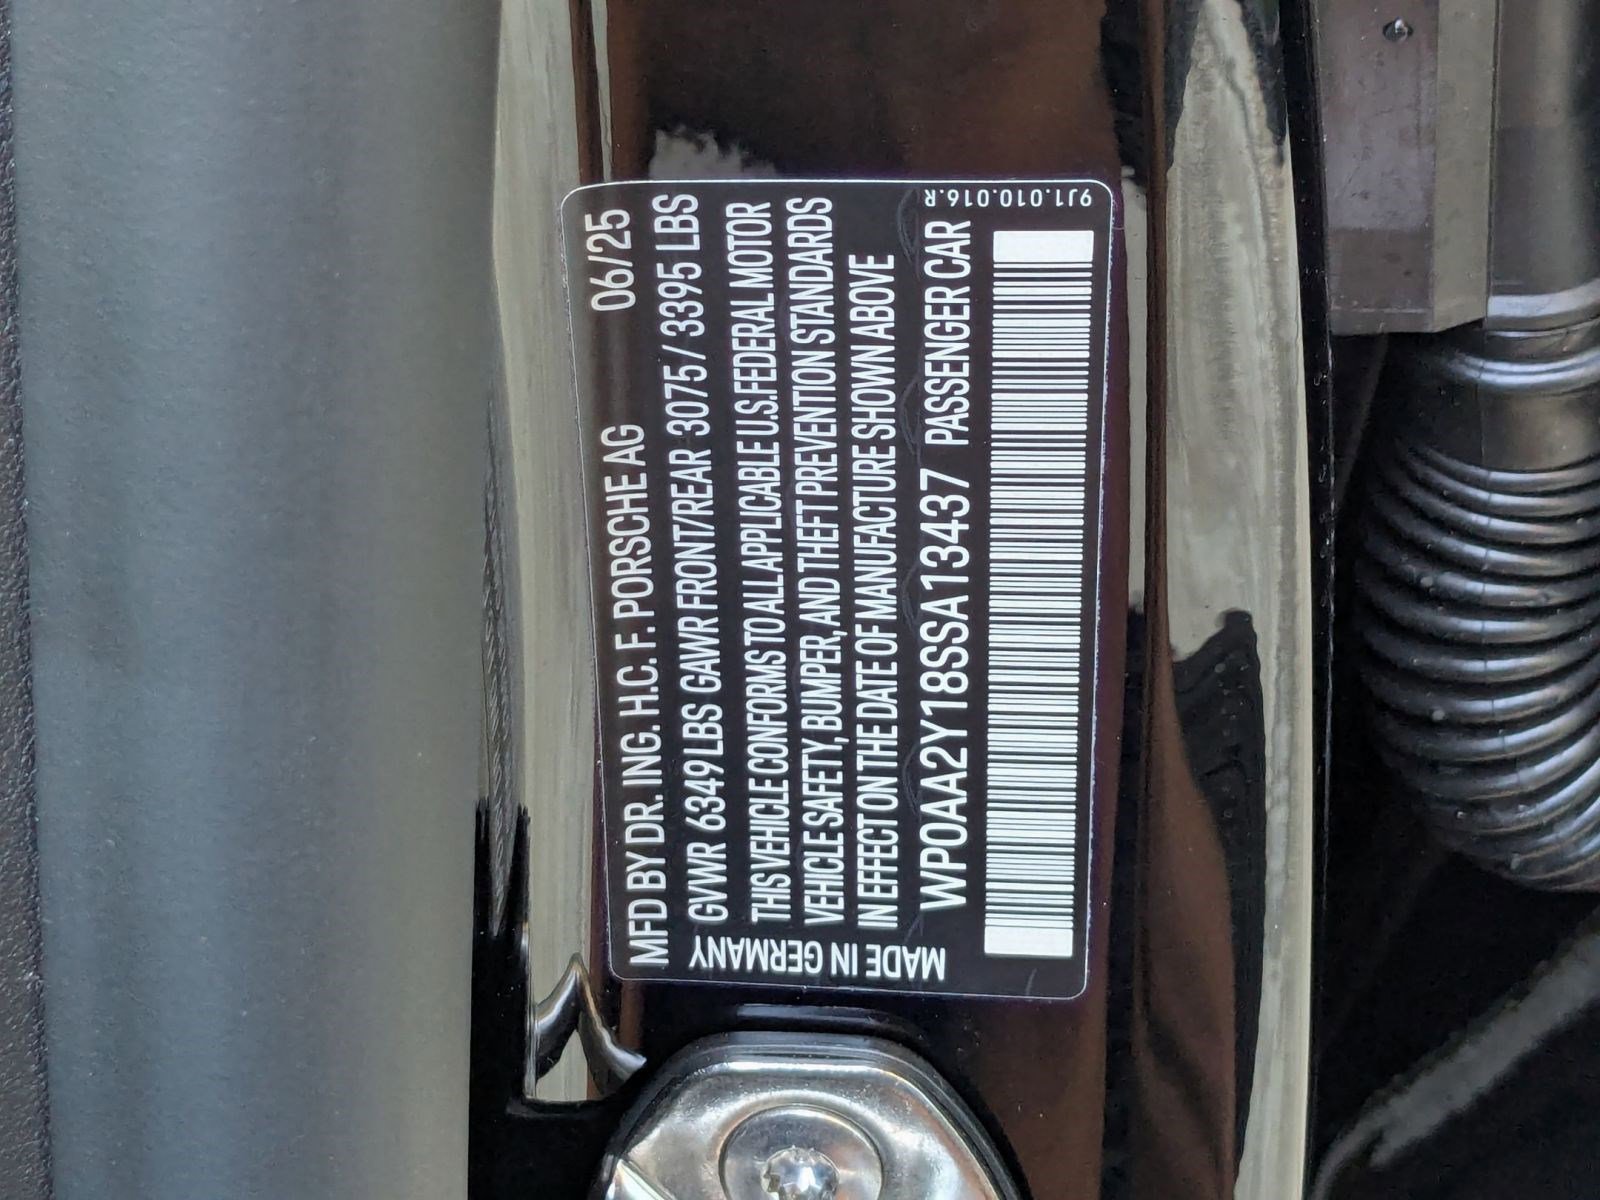 MFD BY DR. ING. H.C. F. PORSCHE AG 06/25
GVWR 6349 LBS GAWR FRONT/REAR 3075 / 3395 LBS
THIS VEHICLE CONFORMS TO ALL APPLICABLE U.S. FEDERAL MOTOR
VEHICLE SAFETY, BUMPER, AND THEFT PREVENTION STANDARDS
IN EFFECT ON THE DATE OF MANUFACTURE SHOWN ABOVE
WP0AA2Y18SSA13437 PASSENGER CAR
MADE IN GERMANY
9J1.010.016.R